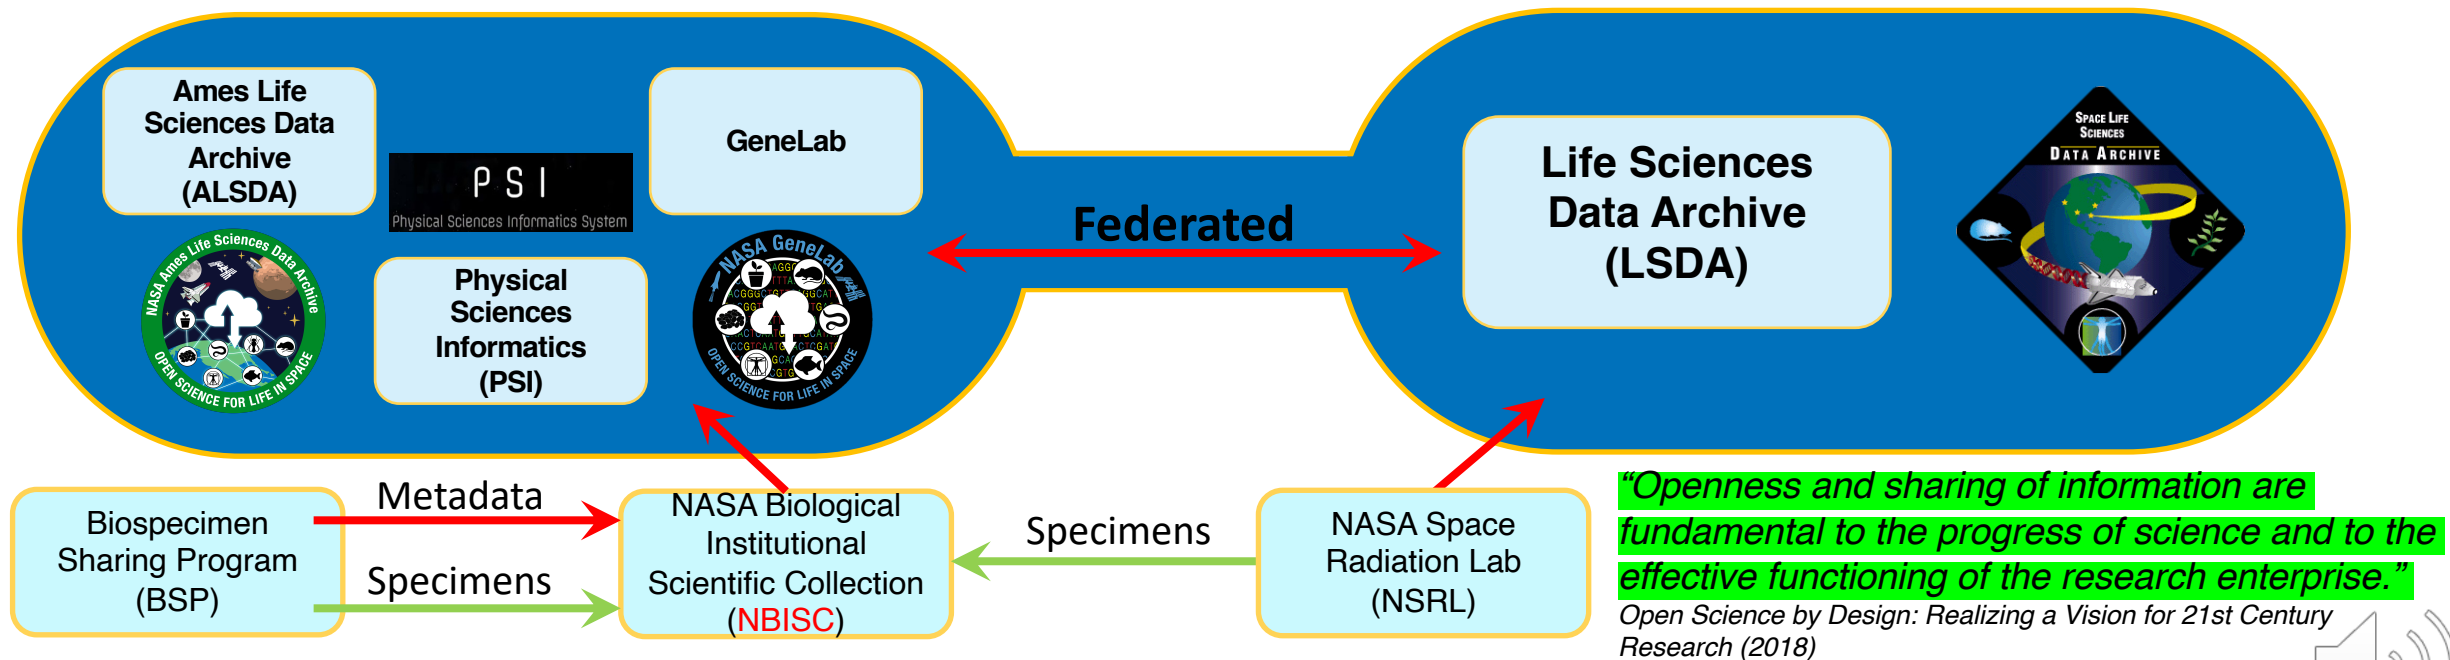 Ames Life
Sciences Data
Archive
(ALSDA)
PSI
Physical Sciences Informatics System
GeneLab
NASA Ames Life Sciences Data Archive
OPEN SCIENCE FOR LIFE IN SPACE
Physical
Sciences
Informatics
(PSI)
NASA GeneLab
OPEN SCIENCE FOR LIFE IN SPACE
Federated
Life Sciences
Data Archive
(LSDA)
SPACE LIFE
SCIENCES
DATA ARCHIVE
Biospecimen
Sharing Program
(BSP)
Metadata
Specimens
NASA Biological
Institutional
Scientific Collection
(NBISC)
Specimens
NASA Space
Radiation Lab
(NSRL)
“Openness and sharing of information are
fundamental to the progress of science and to the
effective functioning of the research enterprise.”
Open Science by Design: Realizing a Vision for 21st Century
Research (2018)